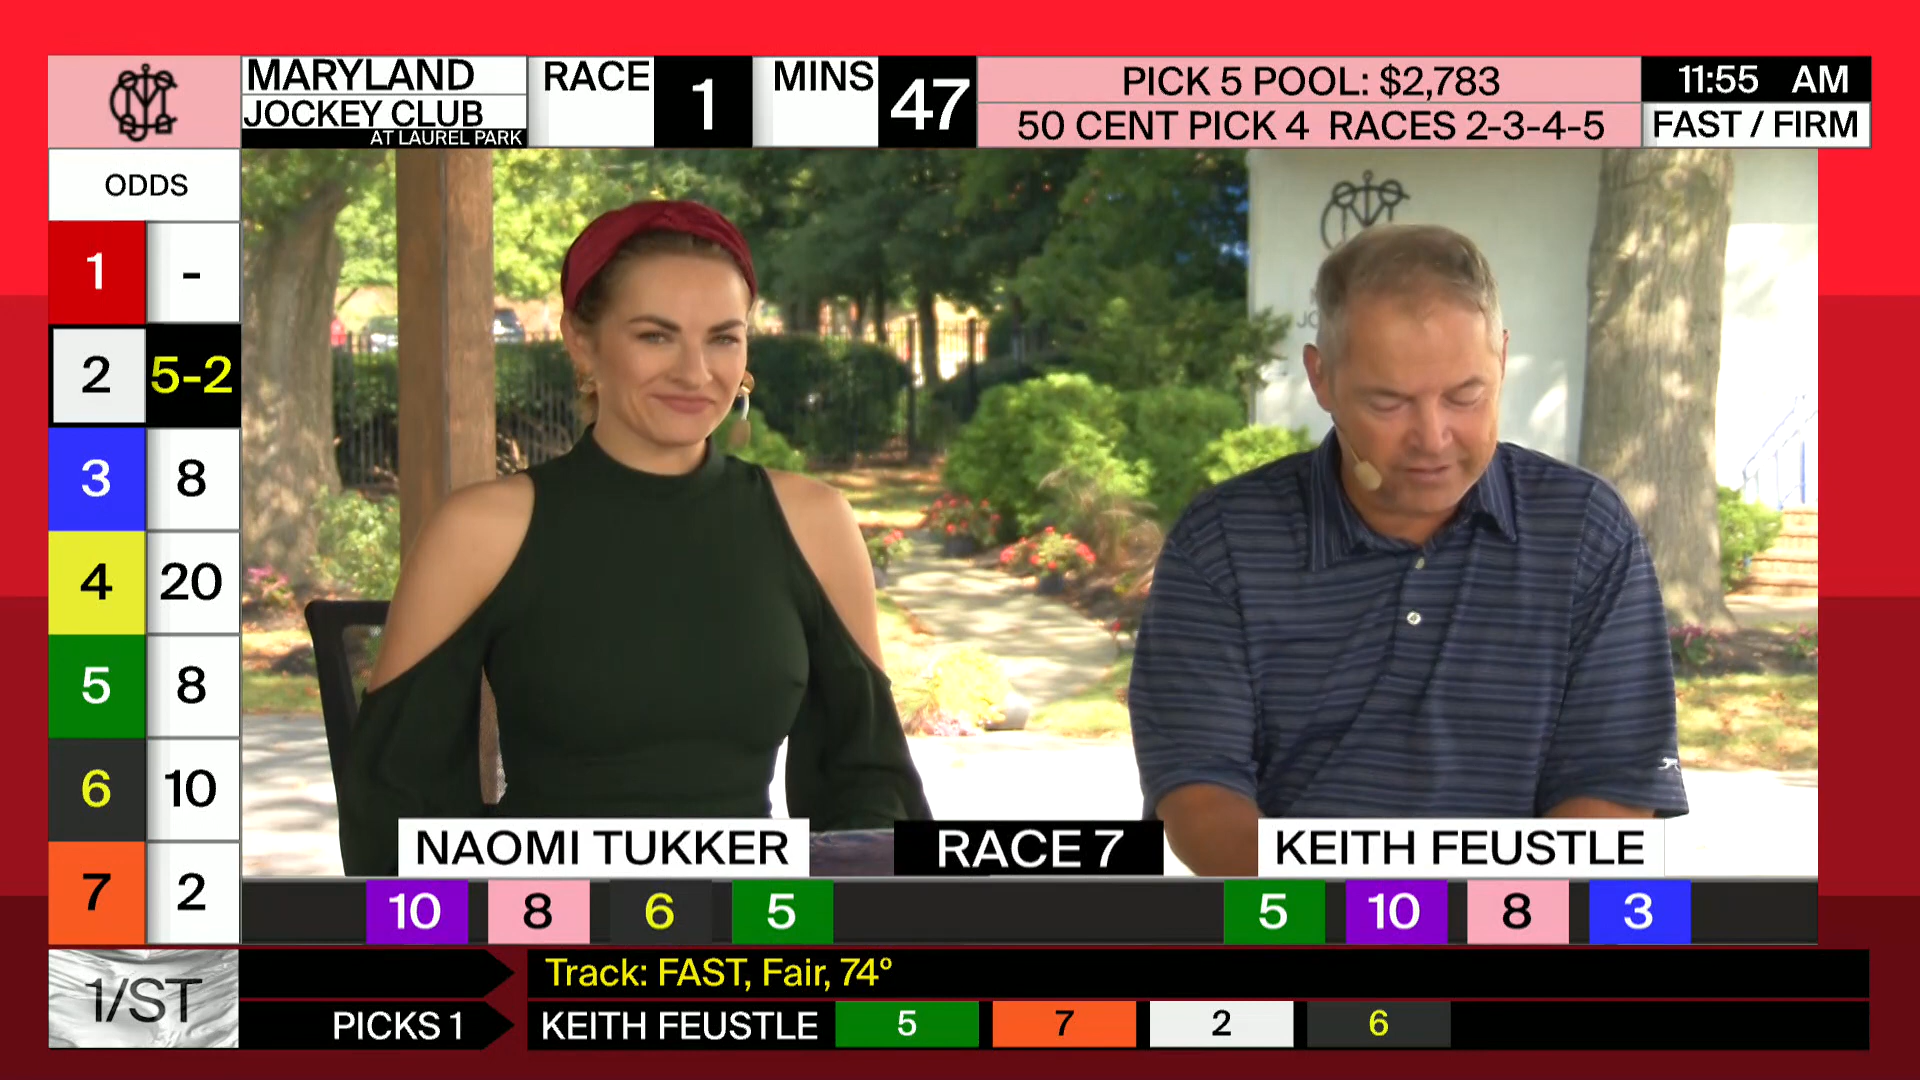 MARYLAND
JOCKEY CLUB
AT LAUREL PARK
RACE 1
MINS 47
PICK 5 POOL: $2,783
50 CENT PICK 4 RACES 2-3-4-5
11:55 AM
FAST / FIRM
ODDS
1 -
2 5-2
3 8
4 20
5 8
6 10
7 2
NAOMI TUKKER
RACE 7
KEITH FEUSTLE
10 8 6 5
5 10 8 3
1/ST
Track: FAST, Fair, 74°
PICKS 1
KEITH FEUSTLE 5 7 2 6